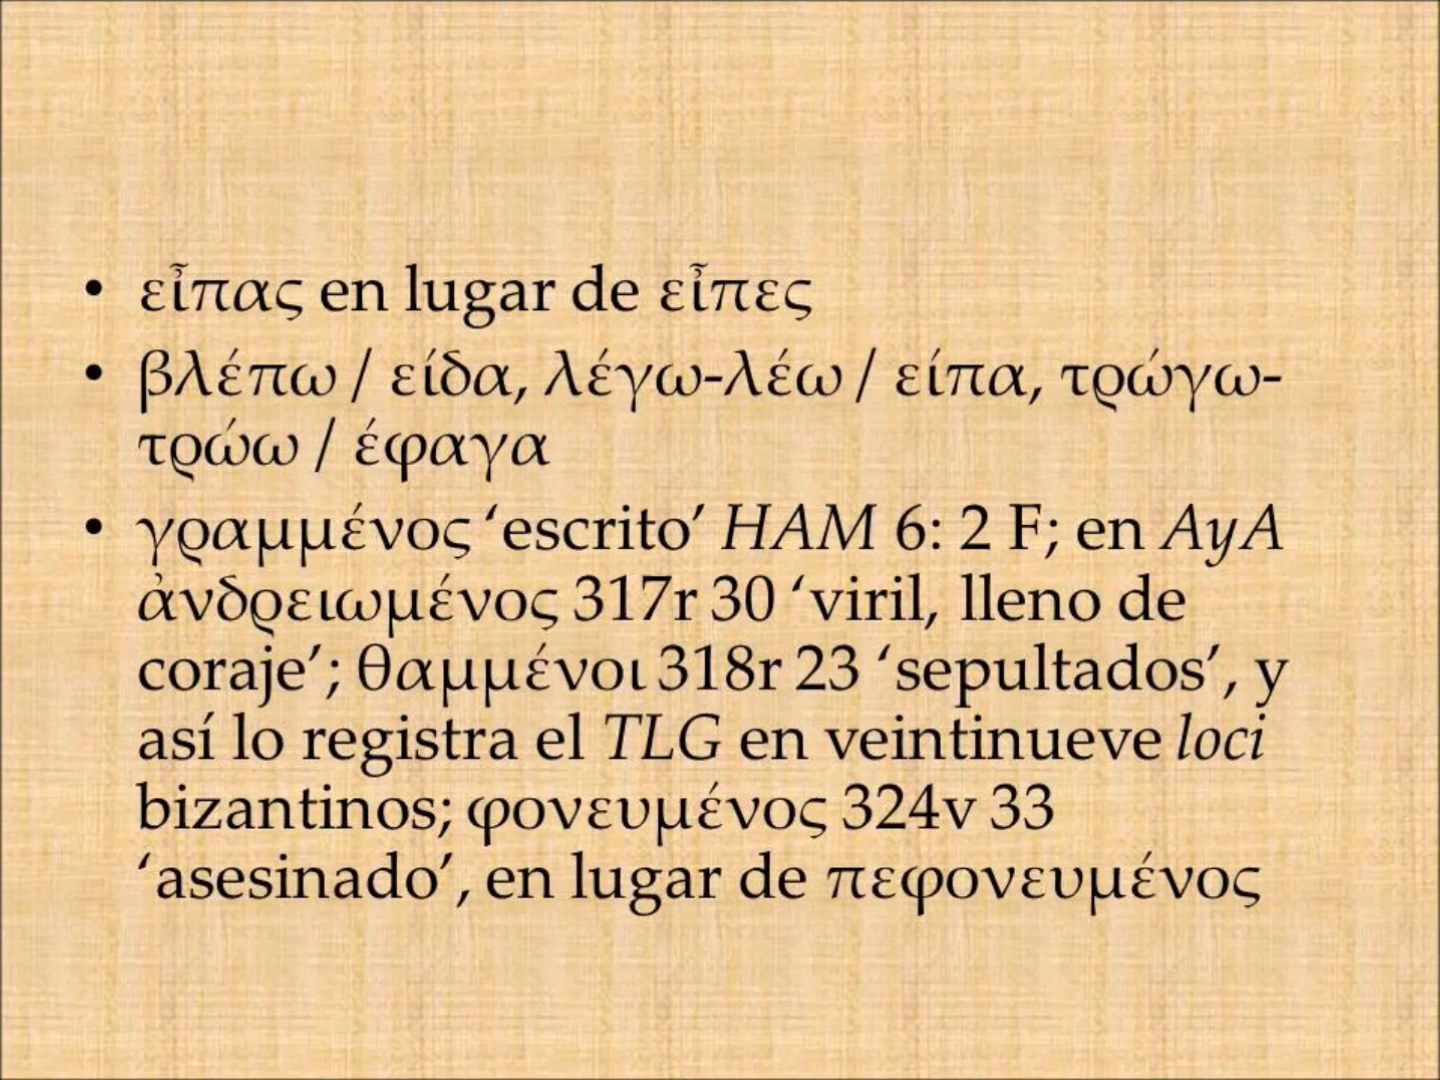 • εἶπας en lugar de εἶπες
• βλέπω / είδα, λέγω-λέω / είπα, τρώγω-
τρώω / έφαγα
• γραμμένος ‘escrito’ HAM 6: 2 F; en AyA
ἀνδρειωμένος 317r 30 ‘viril, lleno de
coraje’; θαμμένοι 318r 23 ‘sepultados’, y
así lo registra el TLG en veintinueve loci
bizantinos; φονευμένος 324v 33
‘asesinado’, en lugar de πεφονευμένος